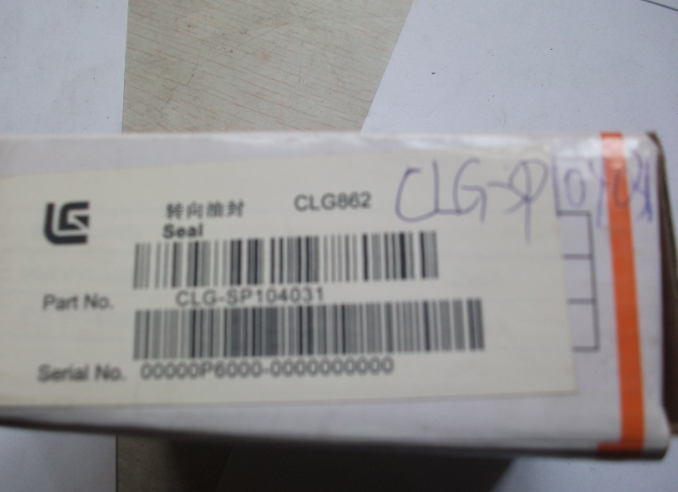 转向油封 CLG862
Seal
Part No. CLG-SP104031
Serial No. 00000P6000-0000000000
CLG-SP